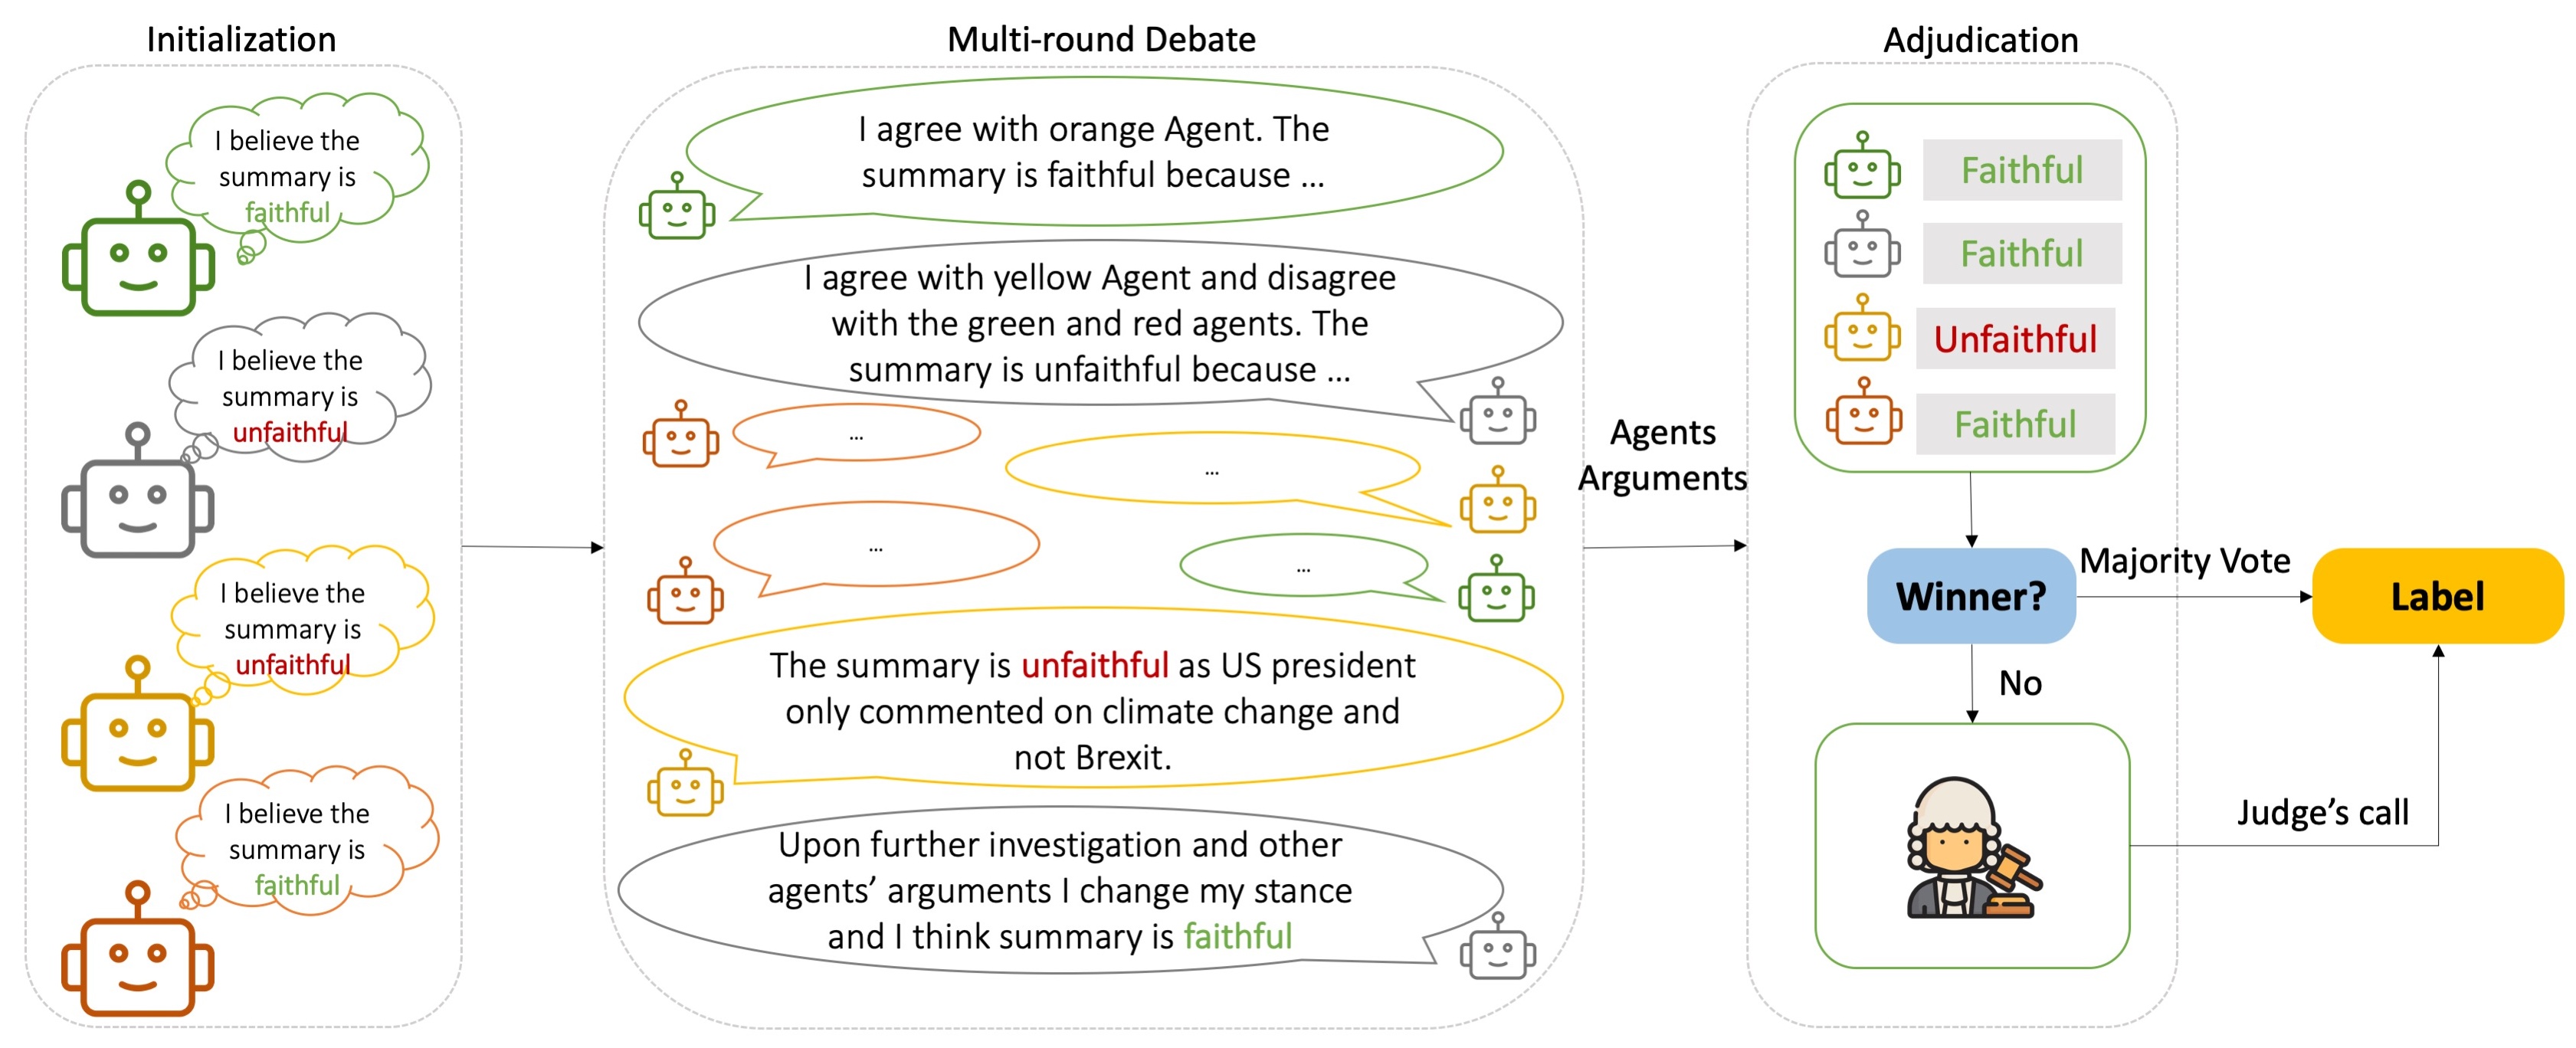 Initialization
I believe the
summary is
faithful
I believe the
summary is
unfaithful
I believe the
summary is
unfaithful
I believe the
summary is
faithful
Multi-round Debate
I agree with orange Agent. The
summary is faithful because ...
I agree with yellow Agent and disagree
with the green and red agents. The
summary is unfaithful because ...
...
...
...
...
The summary is unfaithful as US president
only commented on climate change and
not Brexit.
Upon further investigation and other
agents’ arguments I change my stance
and I think summary is faithful
Agents
Arguments
Adjudication
Faithful
Faithful
Unfaithful
Faithful
Winner?
Majority Vote
Label
No
Judge’s call